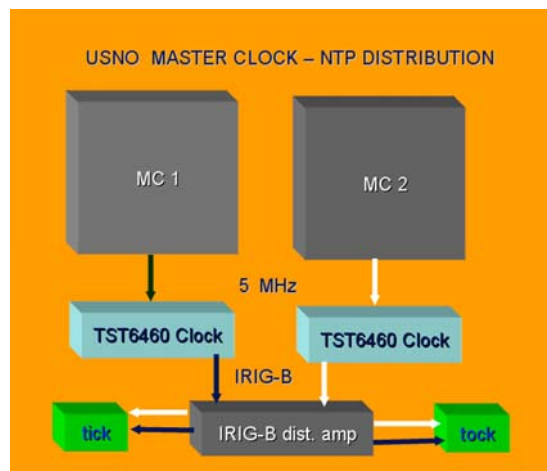 USNO MASTER CLOCK – NTP DISTRIBUTION
MC 1
MC 2
5 MHz
TST6460 Clock
TST6460 Clock
IRIG-B
tick
IRIG-B dist. amp
tock